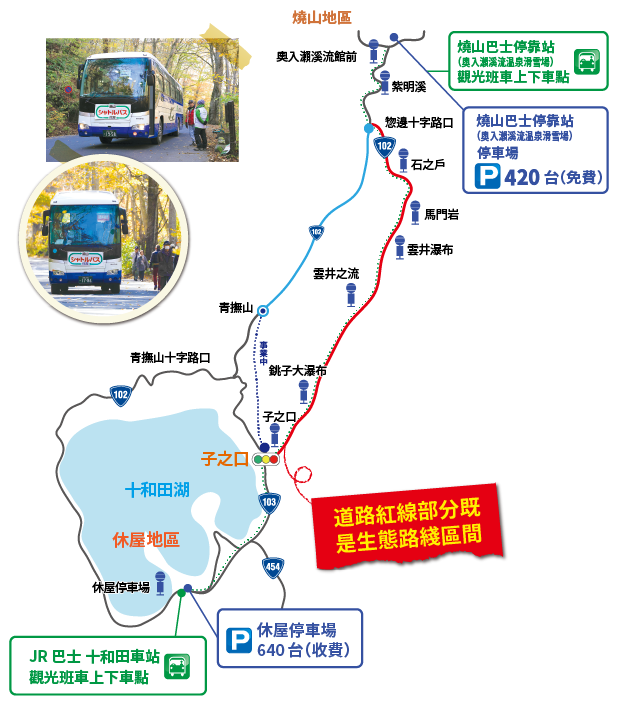 燒山地區
奧入瀨溪流館前
紫明溪
燒山巴士停靠站
(奧入瀨溪流溫泉滑雪場)
觀光班車上下車點
燒山巴士停靠站
(奧入瀨溪流溫泉滑雪場)
停車場
P 420 台(免費)
惣邊十字路口
102
石之戶
馬門岩
雲井瀑布
102
雲井之流
青撫山
事業中
青撫山十字路口
銚子大瀑布
102
子之口
子之口
シャトルバス
シャトルバス
十和田湖
103
休屋地區
道路紅線部分既
是生態路綫區間
454
休屋停車場
P 休屋停車場
640 台(收費)
JR 巴士 十和田車站
觀光班車上下車點